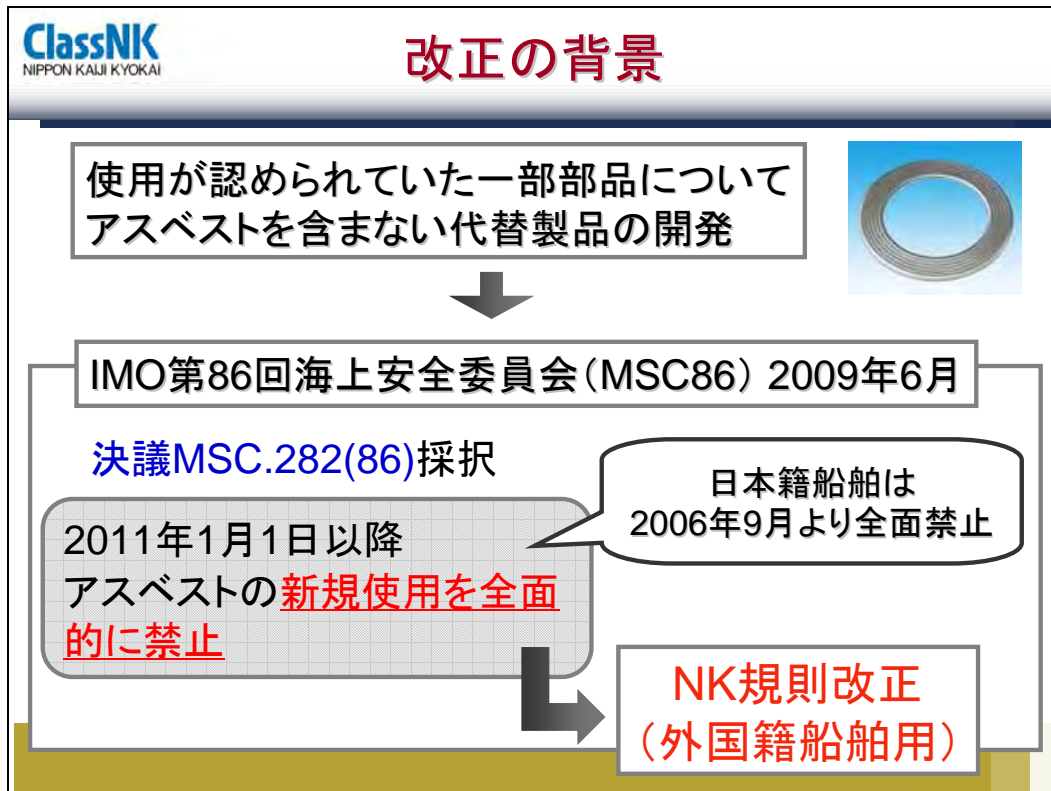 ClassNK
NIPPON KAIJI KYOKAI
改正の背景
使用が認められていた一部部品について
アスベストを含まない代替製品の開発
IMO第86回海上安全委員会(MSC86) 2009年6月
決議MSC.282(86)採択
日本籍船舶は
2006年9月より全面禁止
2011年1月1日以降
アスベストの新規使用を全面
的に禁止
NK規則改正
(外国籍船舶用)